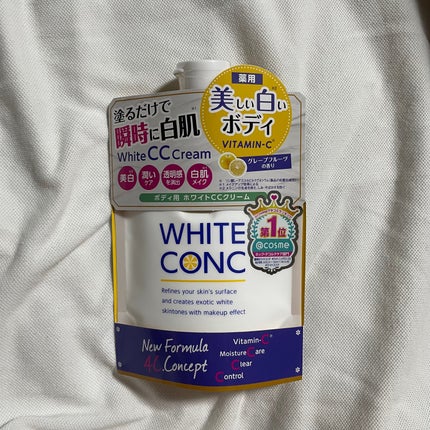 塗るだけで
瞬時に白肌
White CC Cream
美白
潤い
ケア
透明感
を演出
白肌
メイク
ボディ用 ホワイトCCクリーム
薬用
美しい白い
ボディ
VITAMIN-C
グレープフルーツ
の香り
第1位
@cosme
WHITE
CONC
Refines your skin's surface
and creates exotic white
skintones with makeup effect
New Formula
4C.Concept
Vitamin-C
Moisture Care
Clear
Control